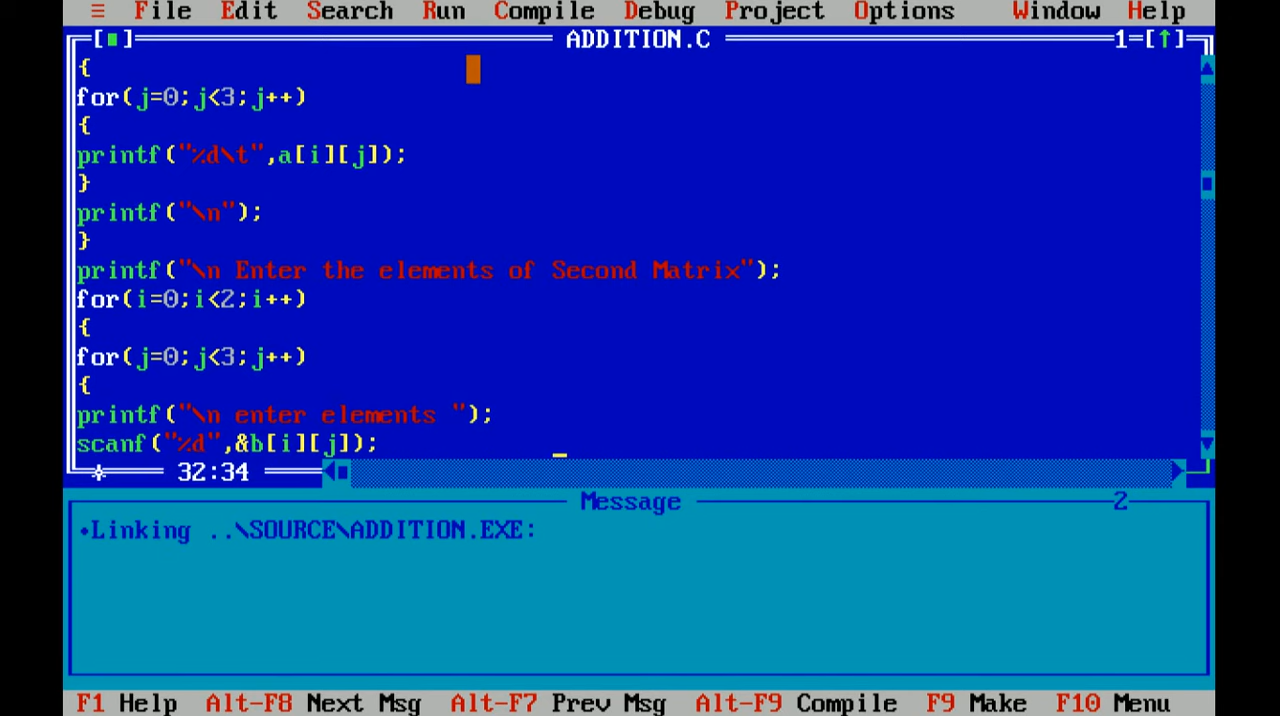 ≡ File Edit Search Run Compile Debug Project Options Window Help
[■] ADDITION.C 1=[↑]
{
for(j=0;j<3;j++)
{
printf("%d\t",a[i][j]);
}
printf("\n");
}
printf("\n Enter the elements of Second Matrix");
for(i=0;i<2;i++)
{
for(j=0;j<3;j++)
{
printf("\n enter elements ");
scanf("%d",&b[i][j]);
32:34
Message 2
•Linking ..\SOURCE\ADDITION.EXE:
F1 Help Alt-F8 Next Msg Alt-F7 Prev Msg Alt-F9 Compile F9 Make F10 Menu